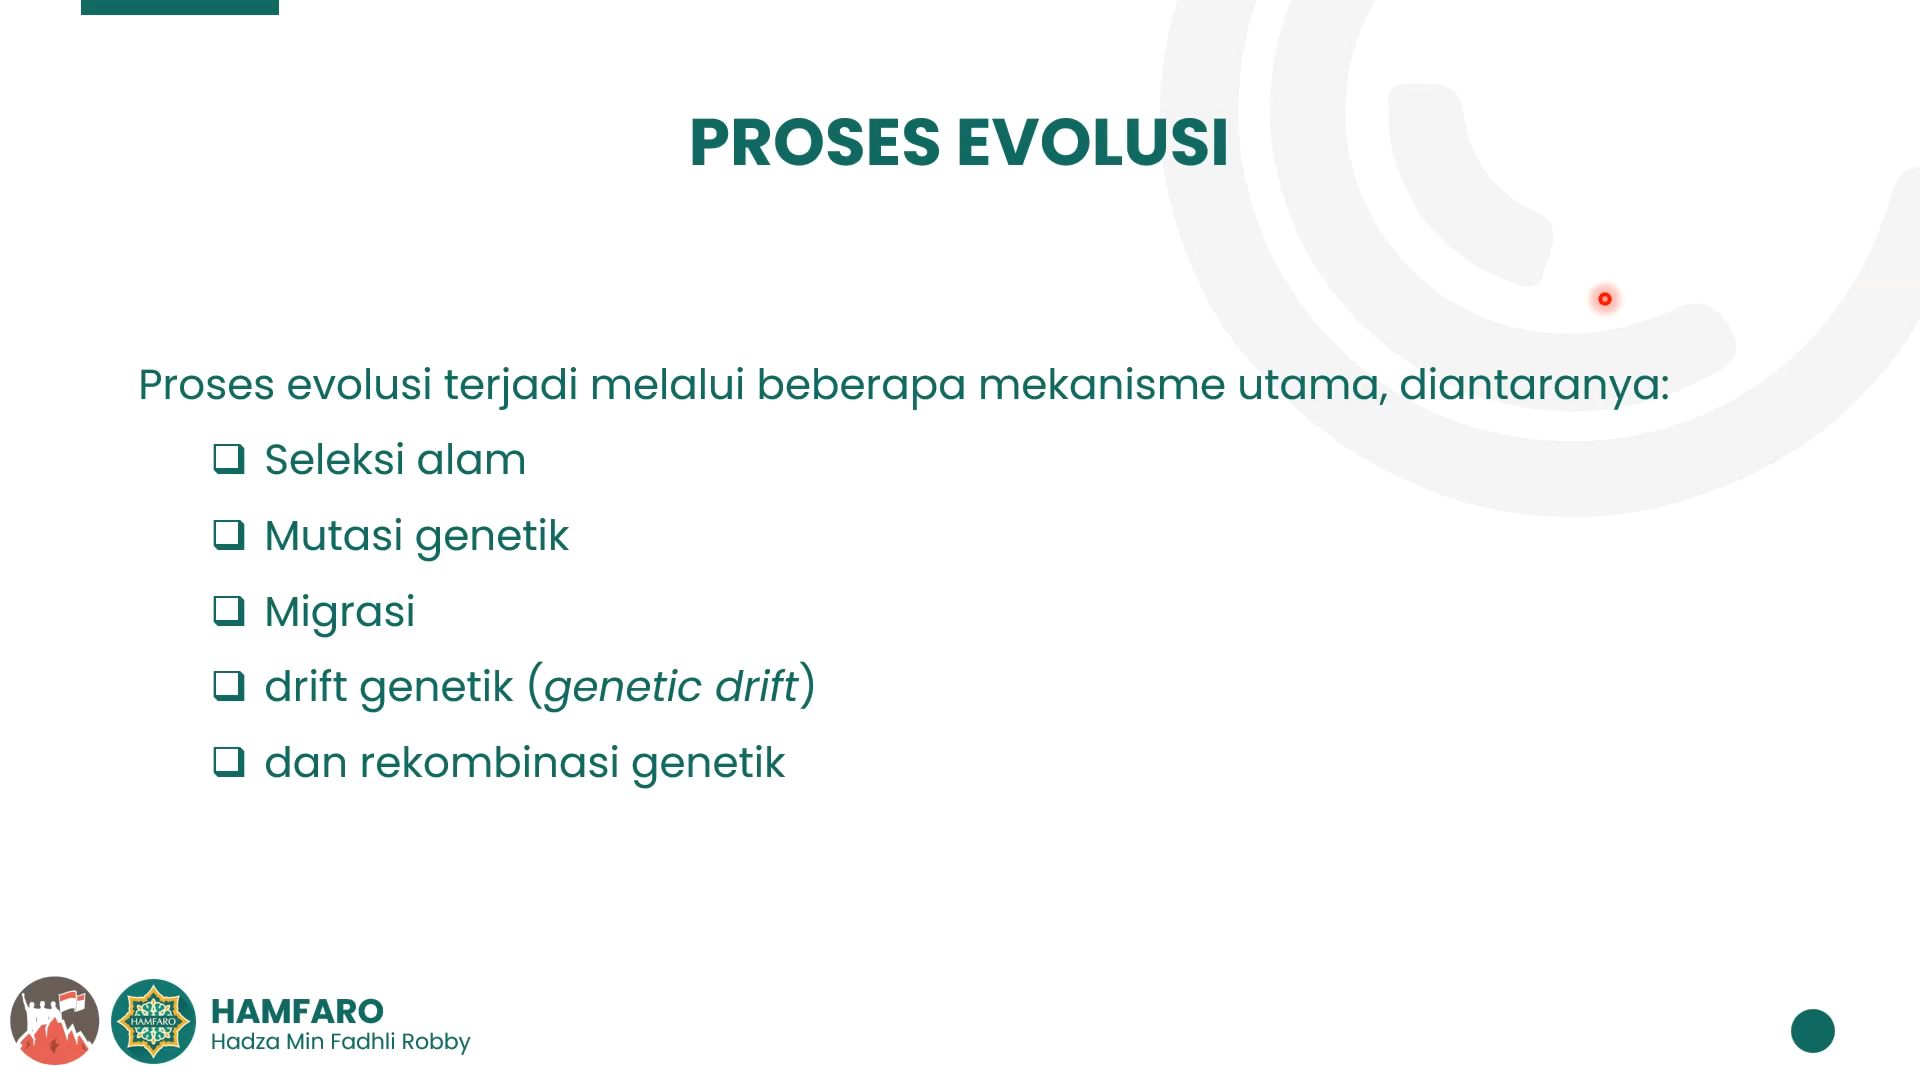 PROSES EVOLUSI
Proses evolusi terjadi melalui beberapa mekanisme utama, diantaranya:
❑ Seleksi alam
❑ Mutasi genetik
❑ Migrasi
❑ drift genetik (genetic drift)
❑ dan rekombinasi genetik
HAMFARO
HAMFARO
Hadza Min Fadhli Robby